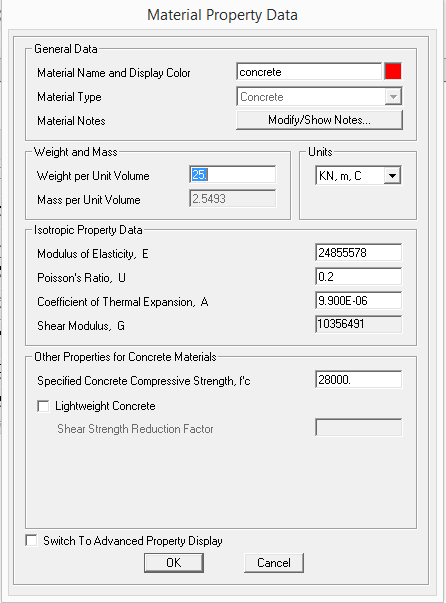 Material Property Data
General Data
Material Name and Display Color concrete
Material Type Concrete
Material Notes Modify/Show Notes...
Weight and Mass
Weight per Unit Volume 25.
Mass per Unit Volume 2.5493
Units
KN, m, C
Isotropic Property Data
Modulus of Elasticity, E 24855578
Poisson's Ratio, U 0.2
Coefficient of Thermal Expansion, A 9.900E-06
Shear Modulus, G 10356491
Other Properties for Concrete Materials
Specified Concrete Compressive Strength, f'c 28000.
Lightweight Concrete
Shear Strength Reduction Factor
Switch To Advanced Property Display
OK Cancel